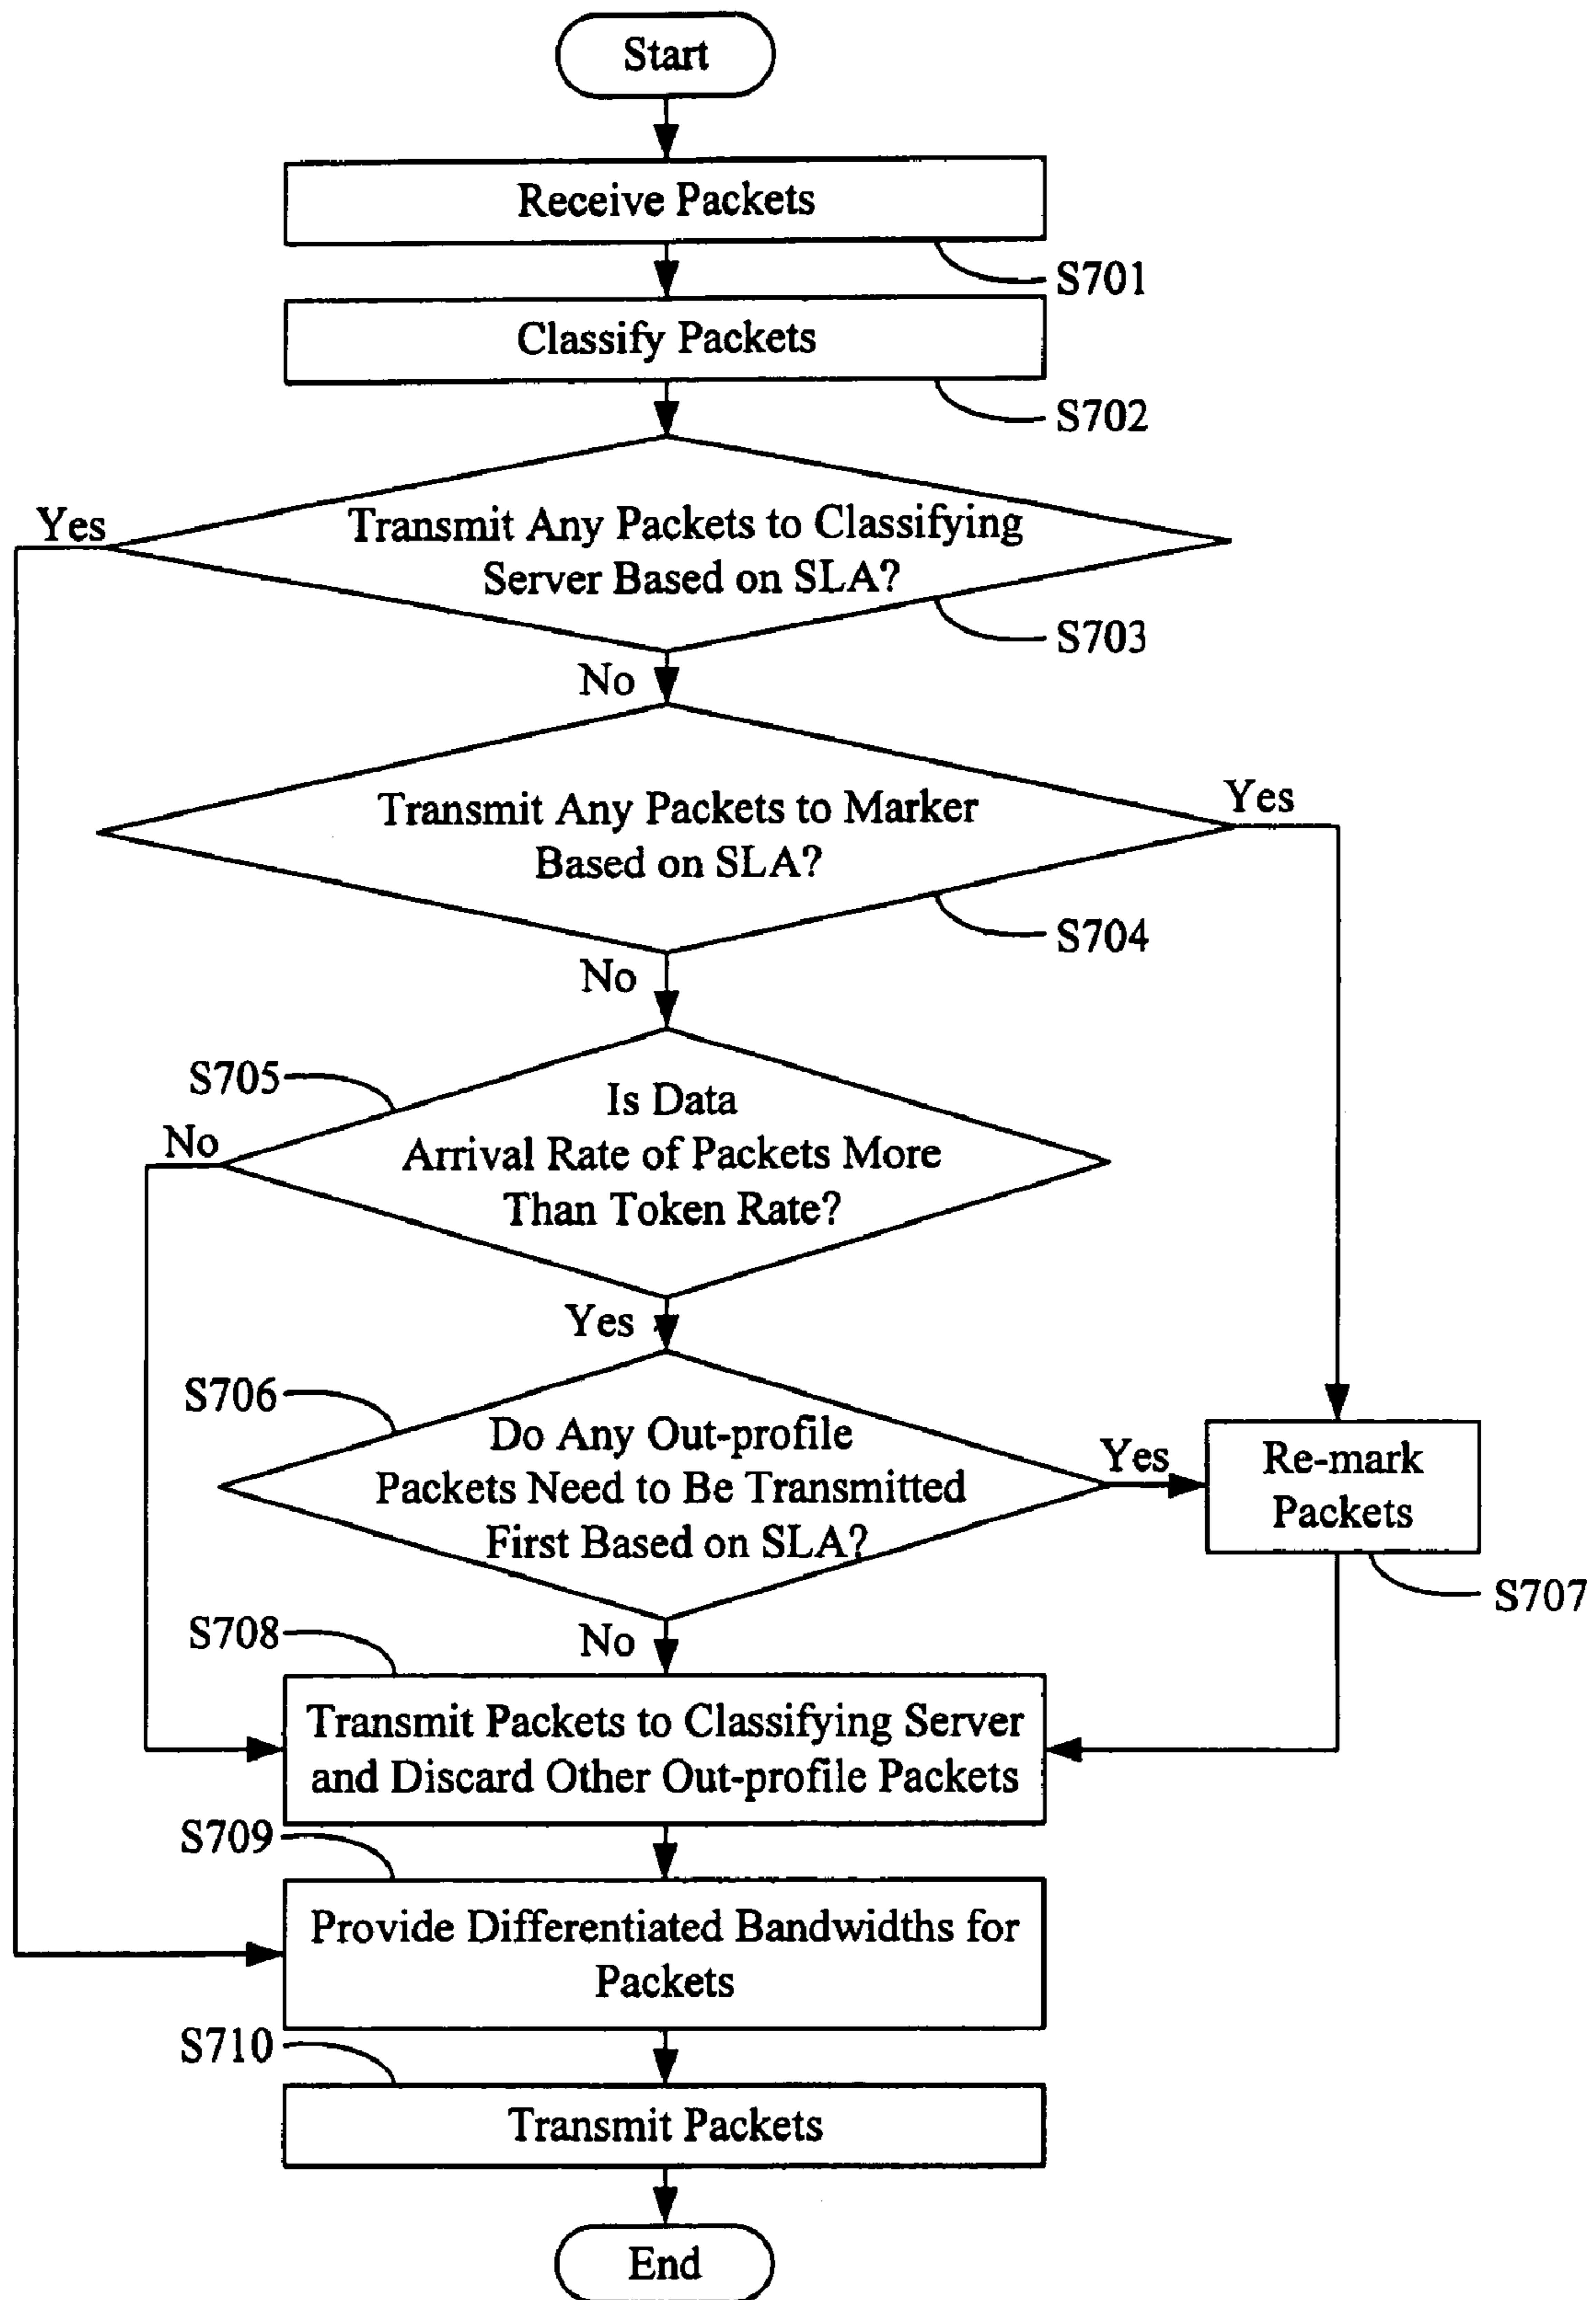 Start
Receive Packets
S701
Classify Packets
S702
Yes
Transmit Any Packets to Classifying
Server Based on SLA?
S703
No
Yes
Transmit Any Packets to Marker
Based on SLA?
S704
No
S705
Is Data
No
Arrival Rate of Packets More
Than Token Rate?
Yes
S706
Do Any Out-profile
Packets Need to Be Transmitted
First Based on SLA?
Yes
Re-mark
Packets
S707
No
S708
Transmit Packets to Classifying Server
and Discard Other Out-profile Packets
S709
Provide Differentiated Bandwidths for
Packets
S710
Transmit Packets
End